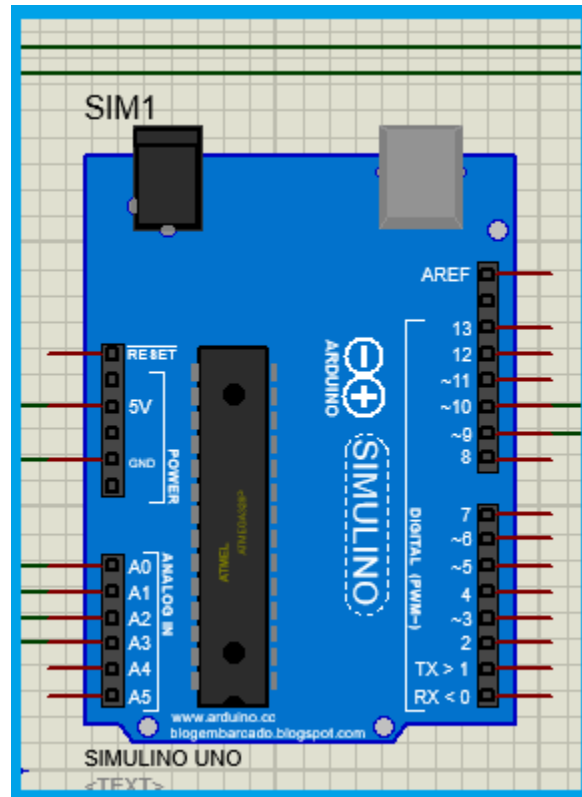 SIM1
AREF
13
12
~11
~10
~9
8
RESET
5V
GND
POWER
ARDUINO
SIMULINO
DIGITAL (PWM~)
ATMEL
ATMEGA328P
7
~6
~5
4
~3
2
TX > 1
RX < 0
ANALOG IN
A0
A1
A2
A3
A4
A5
www.arduino.cc
blogembarcado.blogspot.com
SIMULINO UNO
<TEXT>